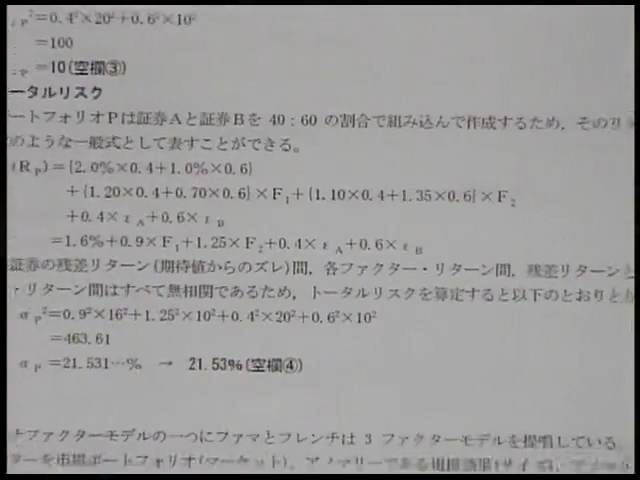 P²=0.4²×20²+0.6²×10²
=100
P=10(空欄③)
ータルリスク
ートフォリオPは証券Aと証券Bを 40：60 の割合で組み込んで作成するため，その
のような一般式として表すことができる。
(R_P)={2.0%×0.4+1.0%×0.6}
+{1.20×0.4+0.70×0.6}×F₁+{1.10×0.4+1.35×0.6}×F₂
+0.4×ε_A+0.6×ε_B
=1.6%+0.9×F₁+1.25×F₂+0.4×ε_A+0.6×ε_B
証券の残差リターン(期待値からのズレ)間，各ファクター・リターン間，残差リターン
・リターン間はすべて無相関であるため，トータルリスクを算定すると以下のとおりと
σ_P²=0.9²×16²+1.25²×10²+0.4²×20²+0.6²×10²
=463.61
σ_P=21.531…% → 21.53%(空欄④)
ファクターモデルの一つにファマとフレンチは 3 ファクターモデルを提唱している
ターを市場ポートフォリオ(マーケット)，アノマリーである